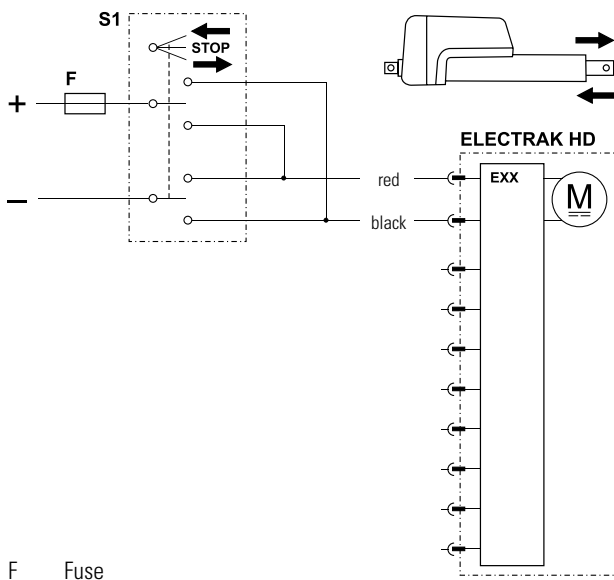 S1
STOP
F
+
–
ELECTRAK HD
red
EXX
M
black
F Fuse